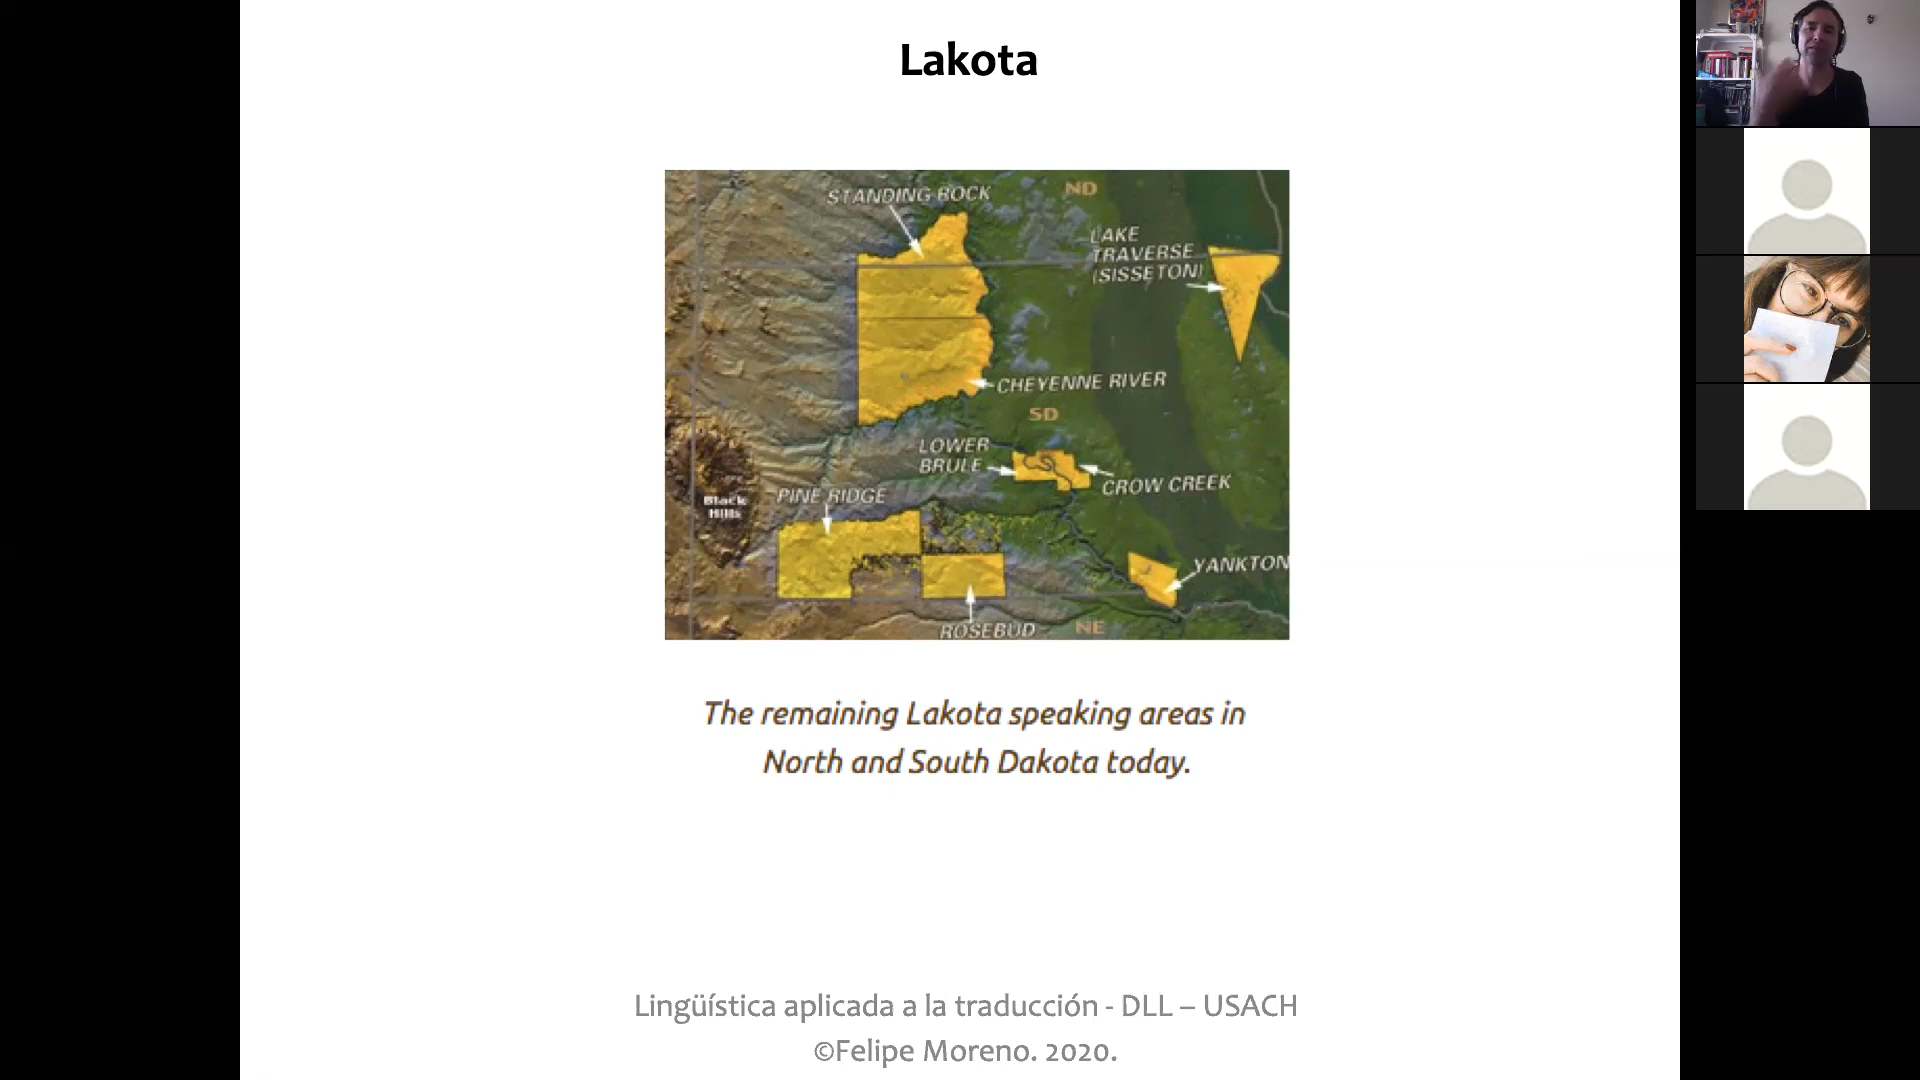 Lakota
STANDING ROCK
ND
LAKE
TRAVERSE
(SISSETON)
CHEYENNE RIVER
SD
LOWER
BRULE
CROW CREEK
Black
Hills
PINE RIDGE
YANKTON
ROSEBUD
NE
The remaining Lakota speaking areas in
North and South Dakota today.
Lingüística aplicada a la traducción - DLL – USACH
©Felipe Moreno. 2020.